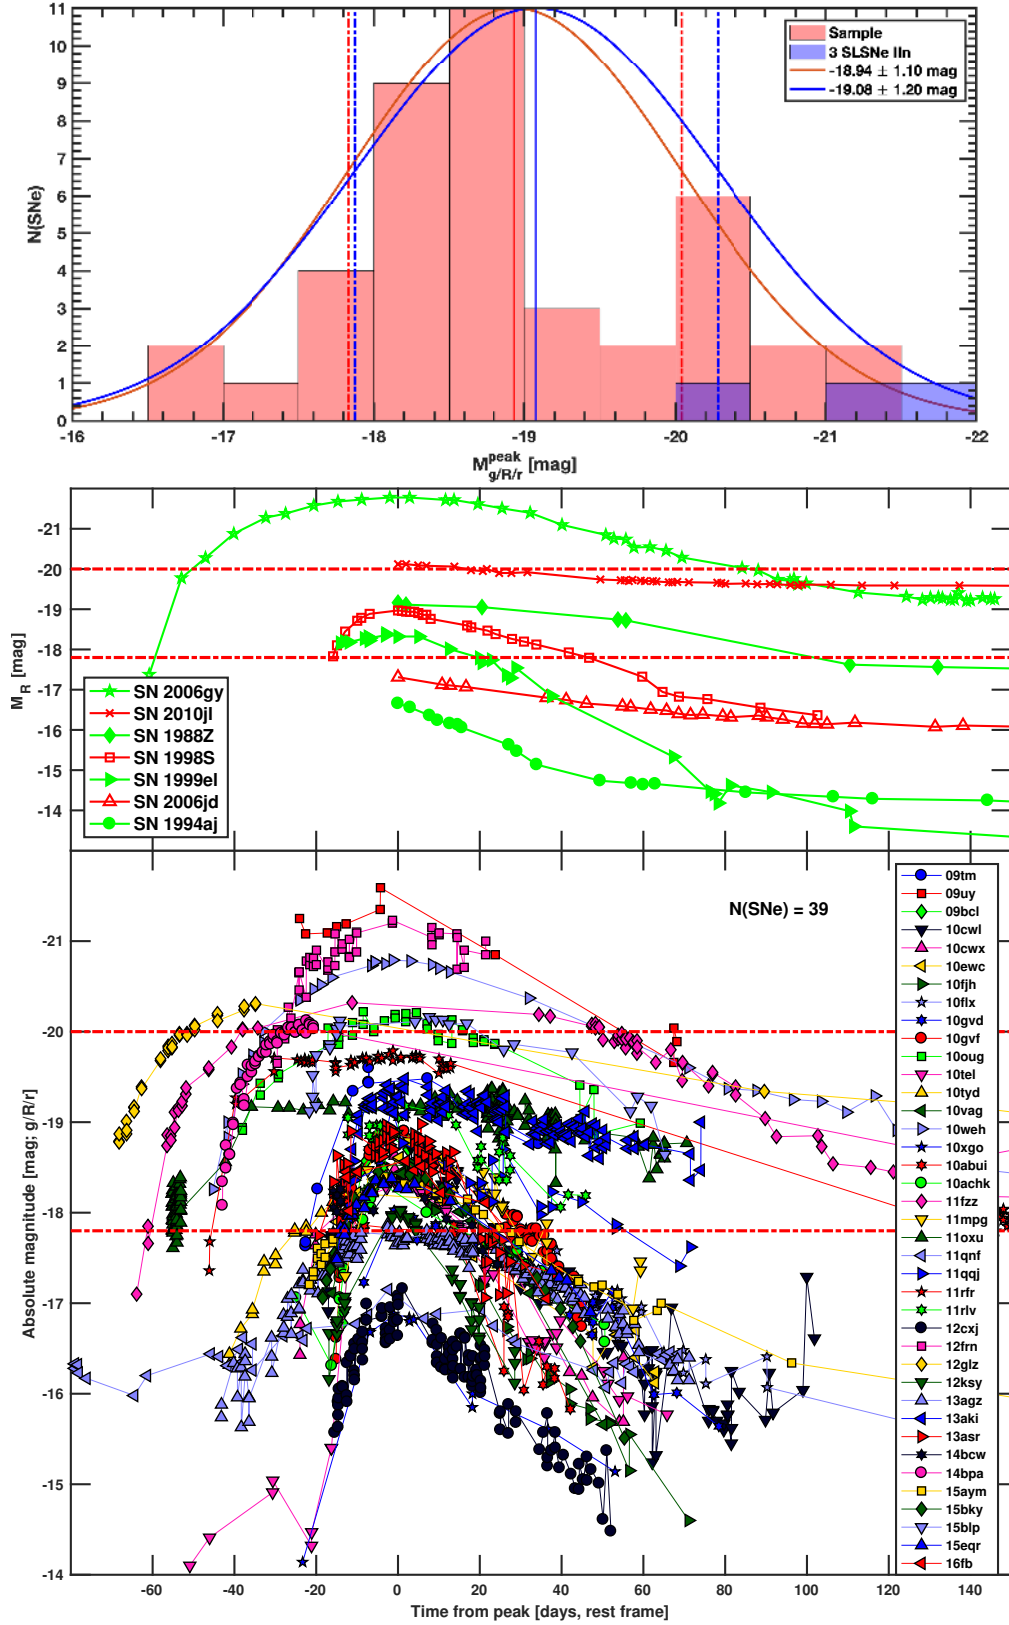 11
10
9
8
7
6
5
4
3
2
1
0
N(SNe)
Sample
3 SLSNe IIn
-18.94 ± 1.10 mag
-19.08 ± 1.20 mag
-16 -17 -18 -19 -20 -21 -22
M^peak_g/R/r [mag]
-21
-20
-19
-18
-17
-16
-15
-14
M_R [mag]
SN 2006gy
SN 2010jl
SN 1988Z
SN 1998S
SN 1999el
SN 2006jd
SN 1994aj
N(SNe) = 39
-21
-20
-19
-18
-17
-16
-15
-14
Absolute magnitude [mag; g/R/r]
09tm
09uy
09bcl
10cwl
10cwx
10ewc
10fjh
10flx
10gvd
10gvf
10oug
10tel
10tyd
10vag
10weh
10xgo
10abui
10achk
11fzz
11mpg
11oxu
11qnf
11qqj
11rfr
11rlv
12cxj
12frn
12glz
12ksy
13agz
13aki
13asr
14bcw
14bpa
15aym
15bky
15blp
15eqr
16fb
-60 -40 -20 0 20 40 60 80 100 120 140
Time from peak [days, rest frame]